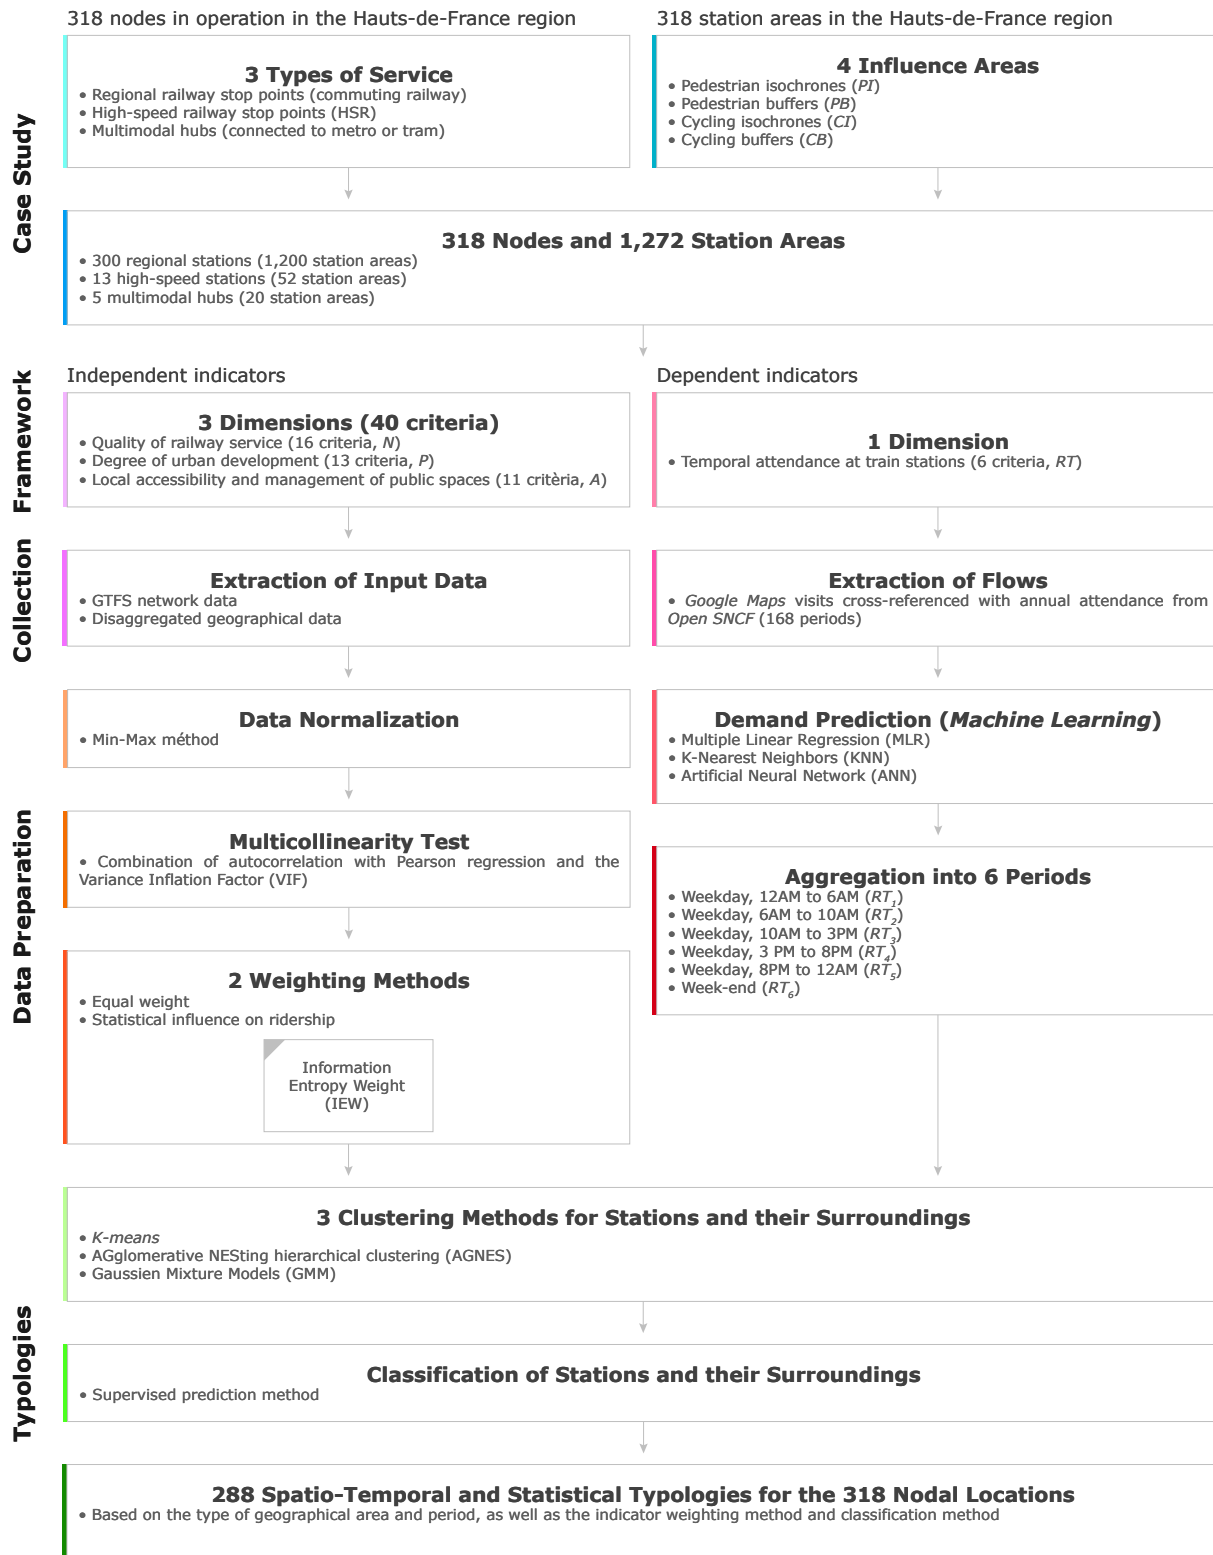 318 nodes in operation in the Hauts-de-France region
318 station areas in the Hauts-de-France region
Case Study
3 Types of Service
• Regional railway stop points (commuting railway)
• High-speed railway stop points (HSR)
• Multimodal hubs (connected to metro or tram)
4 Influence Areas
• Pedestrian isochrones (PI)
• Pedestrian buffers (PB)
• Cycling isochrones (CI)
• Cycling buffers (CB)
318 Nodes and 1,272 Station Areas
• 300 regional stations (1,200 station areas)
• 13 high-speed stations (52 station areas)
• 5 multimodal hubs (20 station areas)
Framework
Independent indicators
3 Dimensions (40 criteria)
• Quality of railway service (16 criteria, N)
• Degree of urban development (13 criteria, P)
• Local accessibility and management of public spaces (11 critèria, A)
Dependent indicators
1 Dimension
• Temporal attendance at train stations (6 criteria, RT)
Collection
Extraction of Input Data
• GTFS network data
• Disaggregated geographical data
Extraction of Flows
• Google Maps visits cross-referenced with annual attendance from
Open SNCF (168 periods)
Data Preparation
Data Normalization
• Min-Max méthod
Multicollinearity Test
• Combination of autocorrelation with Pearson regression and the
Variance Inflation Factor (VIF)
2 Weighting Methods
• Equal weight
• Statistical influence on ridership
Information
Entropy Weight
(IEW)
Demand Prediction (Machine Learning)
• Multiple Linear Regression (MLR)
• K-Nearest Neighbors (KNN)
• Artificial Neural Network (ANN)
Aggregation into 6 Periods
• Weekday, 12AM to 6AM (RT1)
• Weekday, 6AM to 10AM (RT2)
• Weekday, 10AM to 3PM (RT3)
• Weekday, 3 PM to 8PM (RT4)
• Weekday, 8PM to 12AM (RT5)
• Week-end (RT6)
Typologies
3 Clustering Methods for Stations and their Surroundings
• K-means
• AGglomerative NESting hierarchical clustering (AGNES)
• Gaussien Mixture Models (GMM)
Classification of Stations and their Surroundings
• Supervised prediction method
288 Spatio-Temporal and Statistical Typologies for the 318 Nodal Locations
• Based on the type of geographical area and period, as well as the indicator weighting method and classification method